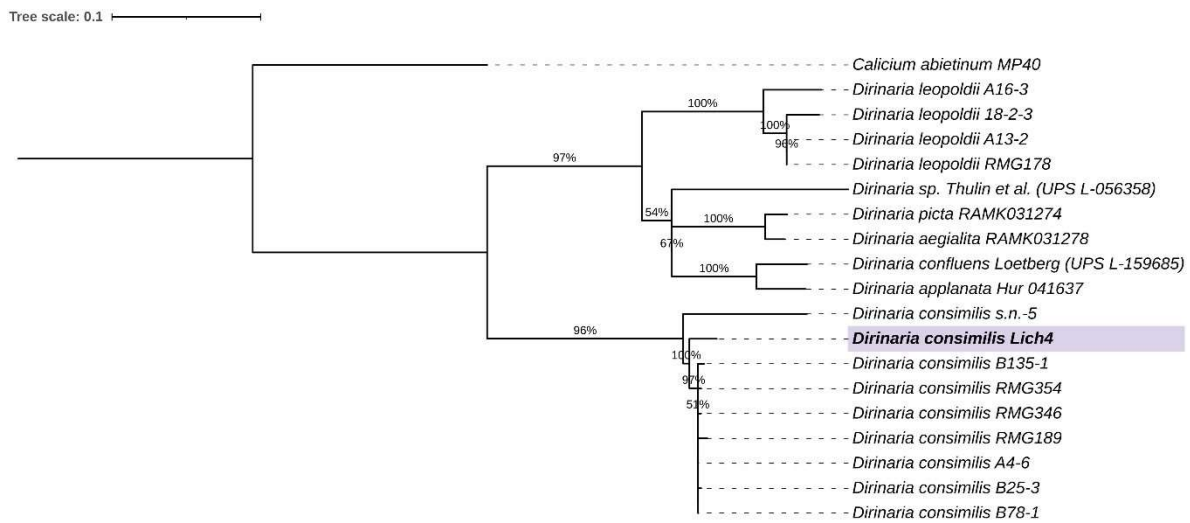 Tree scale: 0.1
Calicium abietinum MP40
Dirinaria leopoldii A16-3
100%
Dirinaria leopoldii 18-2-3
100%
Dirinaria leopoldii A13-2
96%
Dirinaria leopoldii RMG178
97%
Dirinaria sp. Thulin et al. (UPS L-056358)
54%
Dirinaria picta RAMK031274
100%
Dirinaria aegialita RAMK031278
67%
Dirinaria confluens Loetberg (UPS L-159685)
100%
Dirinaria applanata Hur 041637
Dirinaria consimilis s.n.-5
96%
Dirinaria consimilis Lich4
100%
Dirinaria consimilis B135-1
97%
Dirinaria consimilis RMG354
51%
Dirinaria consimilis RMG346
Dirinaria consimilis RMG189
Dirinaria consimilis A4-6
Dirinaria consimilis B25-3
Dirinaria consimilis B78-1